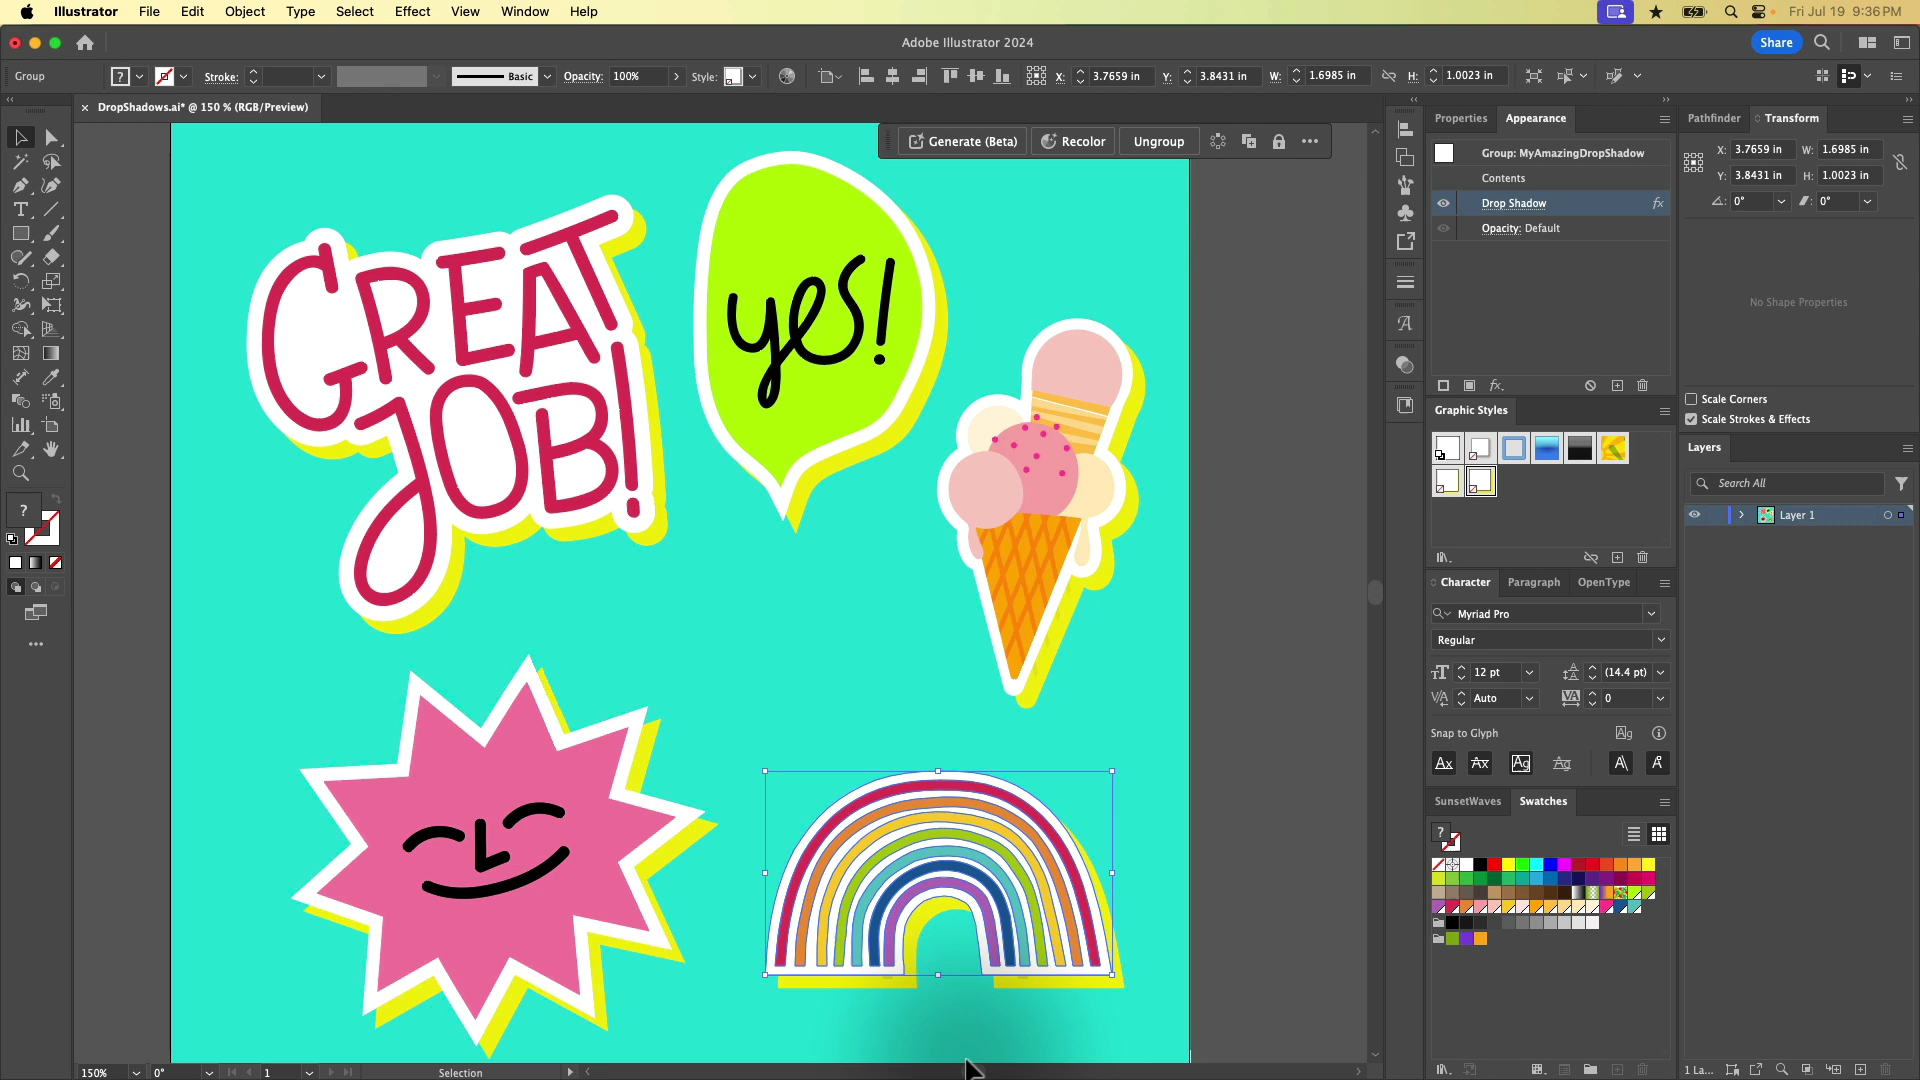 Illustrator File Edit Object Type Select Effect View Window Help Fri Jul 19 9:36PM
Adobe Illustrator 2024 Share
Group Stroke: Basic Opacity: 100% Style: X: 3.7659 in Y: 3.8431 in W: 1.6985 in H: 1.0023 in
DropShadows.ai* @ 150 % (RGB/Preview)
Generate (Beta) Recolor Ungroup
GREAT
JOB!
yes!
Properties Appearance
Group: MyAmazingDropShadow
Contents
Drop Shadow fx
Opacity: Default
fx.
Graphic Styles
Character Paragraph OpenType
Myriad Pro
Regular
12 pt (14.4 pt)
Auto 0
Snap to Glyph
SunsetWaves Swatches
Pathfinder Transform
X: 3.7659 in W: 1.6985 in
Y: 3.8431 in H: 1.0023 in
0° 0°
No Shape Properties
Scale Corners
Scale Strokes & Effects
Layers
Search All
Layer 1
1 La...
150% 0° 1 Selection